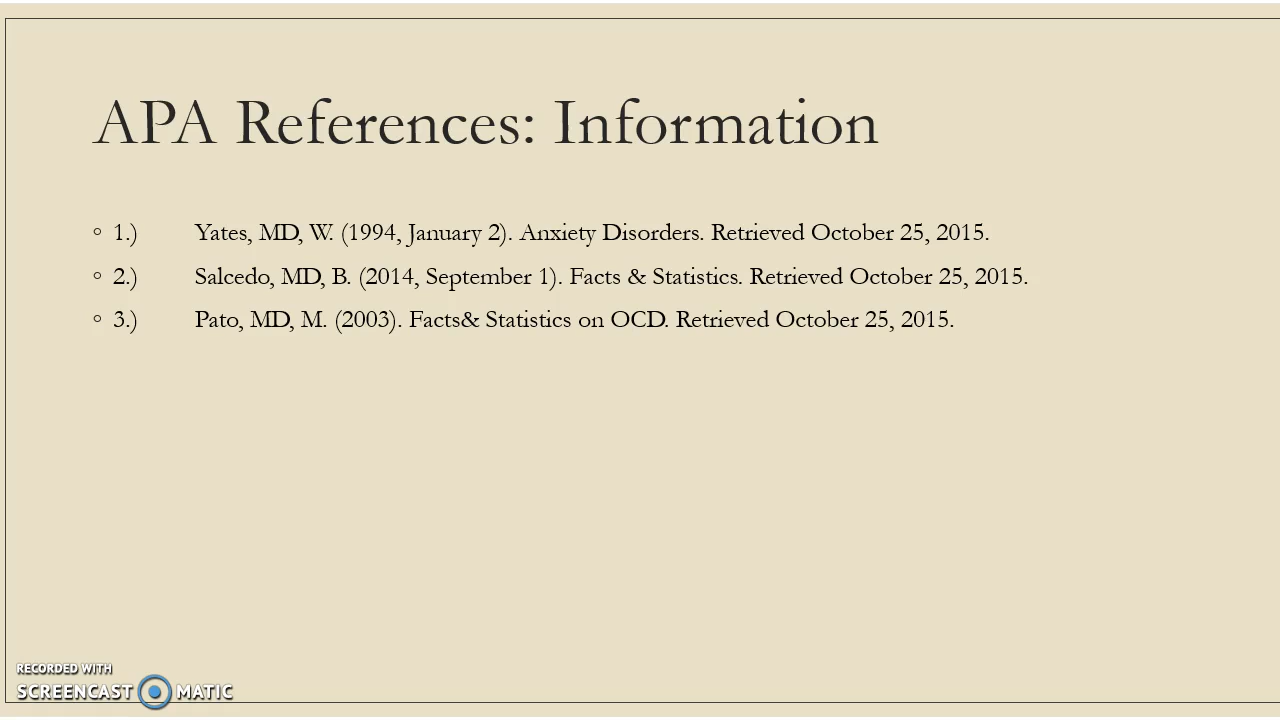 APA References: Information
◦ 1.) Yates, MD, W. (1994, January 2). Anxiety Disorders. Retrieved October 25, 2015.
◦ 2.) Salcedo, MD, B. (2014, September 1). Facts & Statistics. Retrieved October 25, 2015.
◦ 3.) Pato, MD, M. (2003). Facts& Statistics on OCD. Retrieved October 25, 2015.
RECORDED WITH
SCREENCAST MATIC